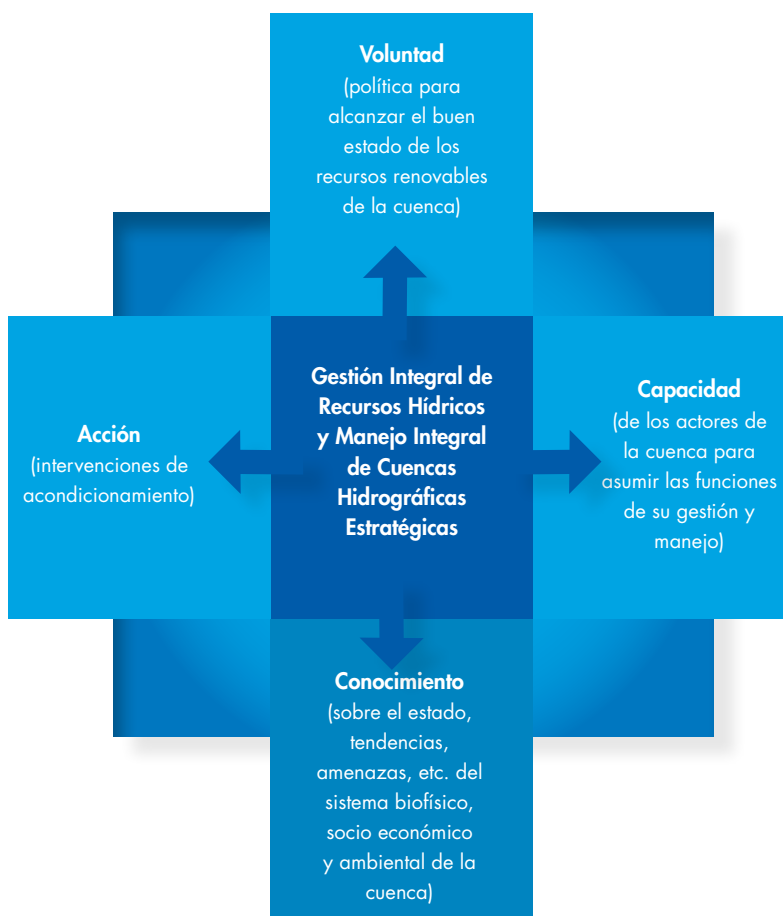 Voluntad
(política para
alcanzar el buen
estado de los
recursos renovables
de la cuenca)
Acción
(intervenciones de
acondicionamiento)
Gestión Integral de
Recursos Hídricos
y Manejo Integral
de Cuencas
Hidrográficas
Estratégicas
Capacidad
(de los actores de
la cuenca para
asumir las funciones
de su gestión y
manejo)
Conocimiento
(sobre el estado,
tendencias,
amenazas, etc. del
sistema biofísico,
socio económico
y ambiental de la
cuenca)